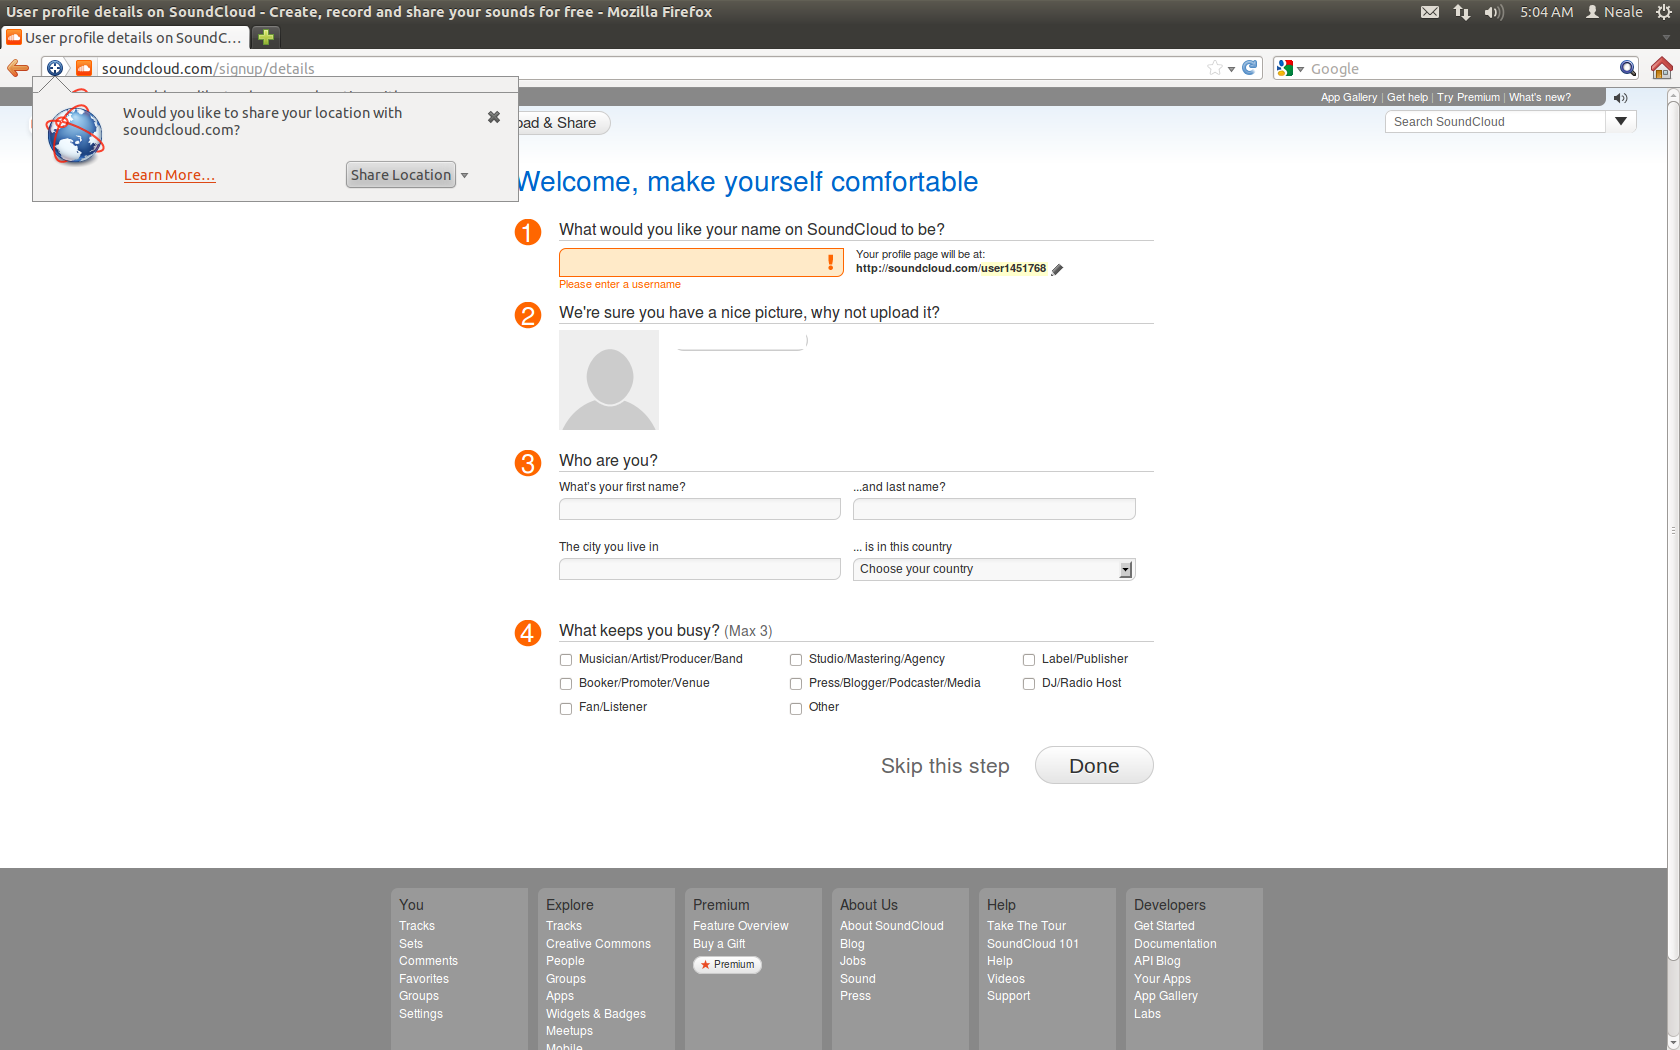 User profile details on SoundCloud - Create, record and share your sounds for free - Mozilla Firefox
5:04 AM Neale
User profile details on SoundC...
soundcloud.com/signup/details
Google
App Gallery | Get help | Try Premium | What's new?
Would you like to share your location with
soundcloud.com?
Learn More...
Share Location
& Share
Search SoundCloud
Welcome, make yourself comfortable
1 What would you like your name on SoundCloud to be?
!
Your profile page will be at:
http://soundcloud.com/user1451768
Please enter a username
2 We're sure you have a nice picture, why not upload it?
3 Who are you?
What's your first name? ...and last name?
The city you live in ... is in this country
Choose your country
4 What keeps you busy? (Max 3)
Musician/Artist/Producer/Band Studio/Mastering/Agency Label/Publisher
Booker/Promoter/Venue Press/Blogger/Podcaster/Media DJ/Radio Host
Fan/Listener Other
Skip this step Done
You
Tracks
Sets
Comments
Favorites
Groups
Settings
Explore
Tracks
Creative Commons
People
Groups
Apps
Widgets & Badges
Meetups
Mobile
Premium
Feature Overview
Buy a Gift
Premium
About Us
About SoundCloud
Blog
Jobs
Sound
Press
Help
Take The Tour
SoundCloud 101
Help
Videos
Support
Developers
Get Started
Documentation
API Blog
Your Apps
App Gallery
Labs